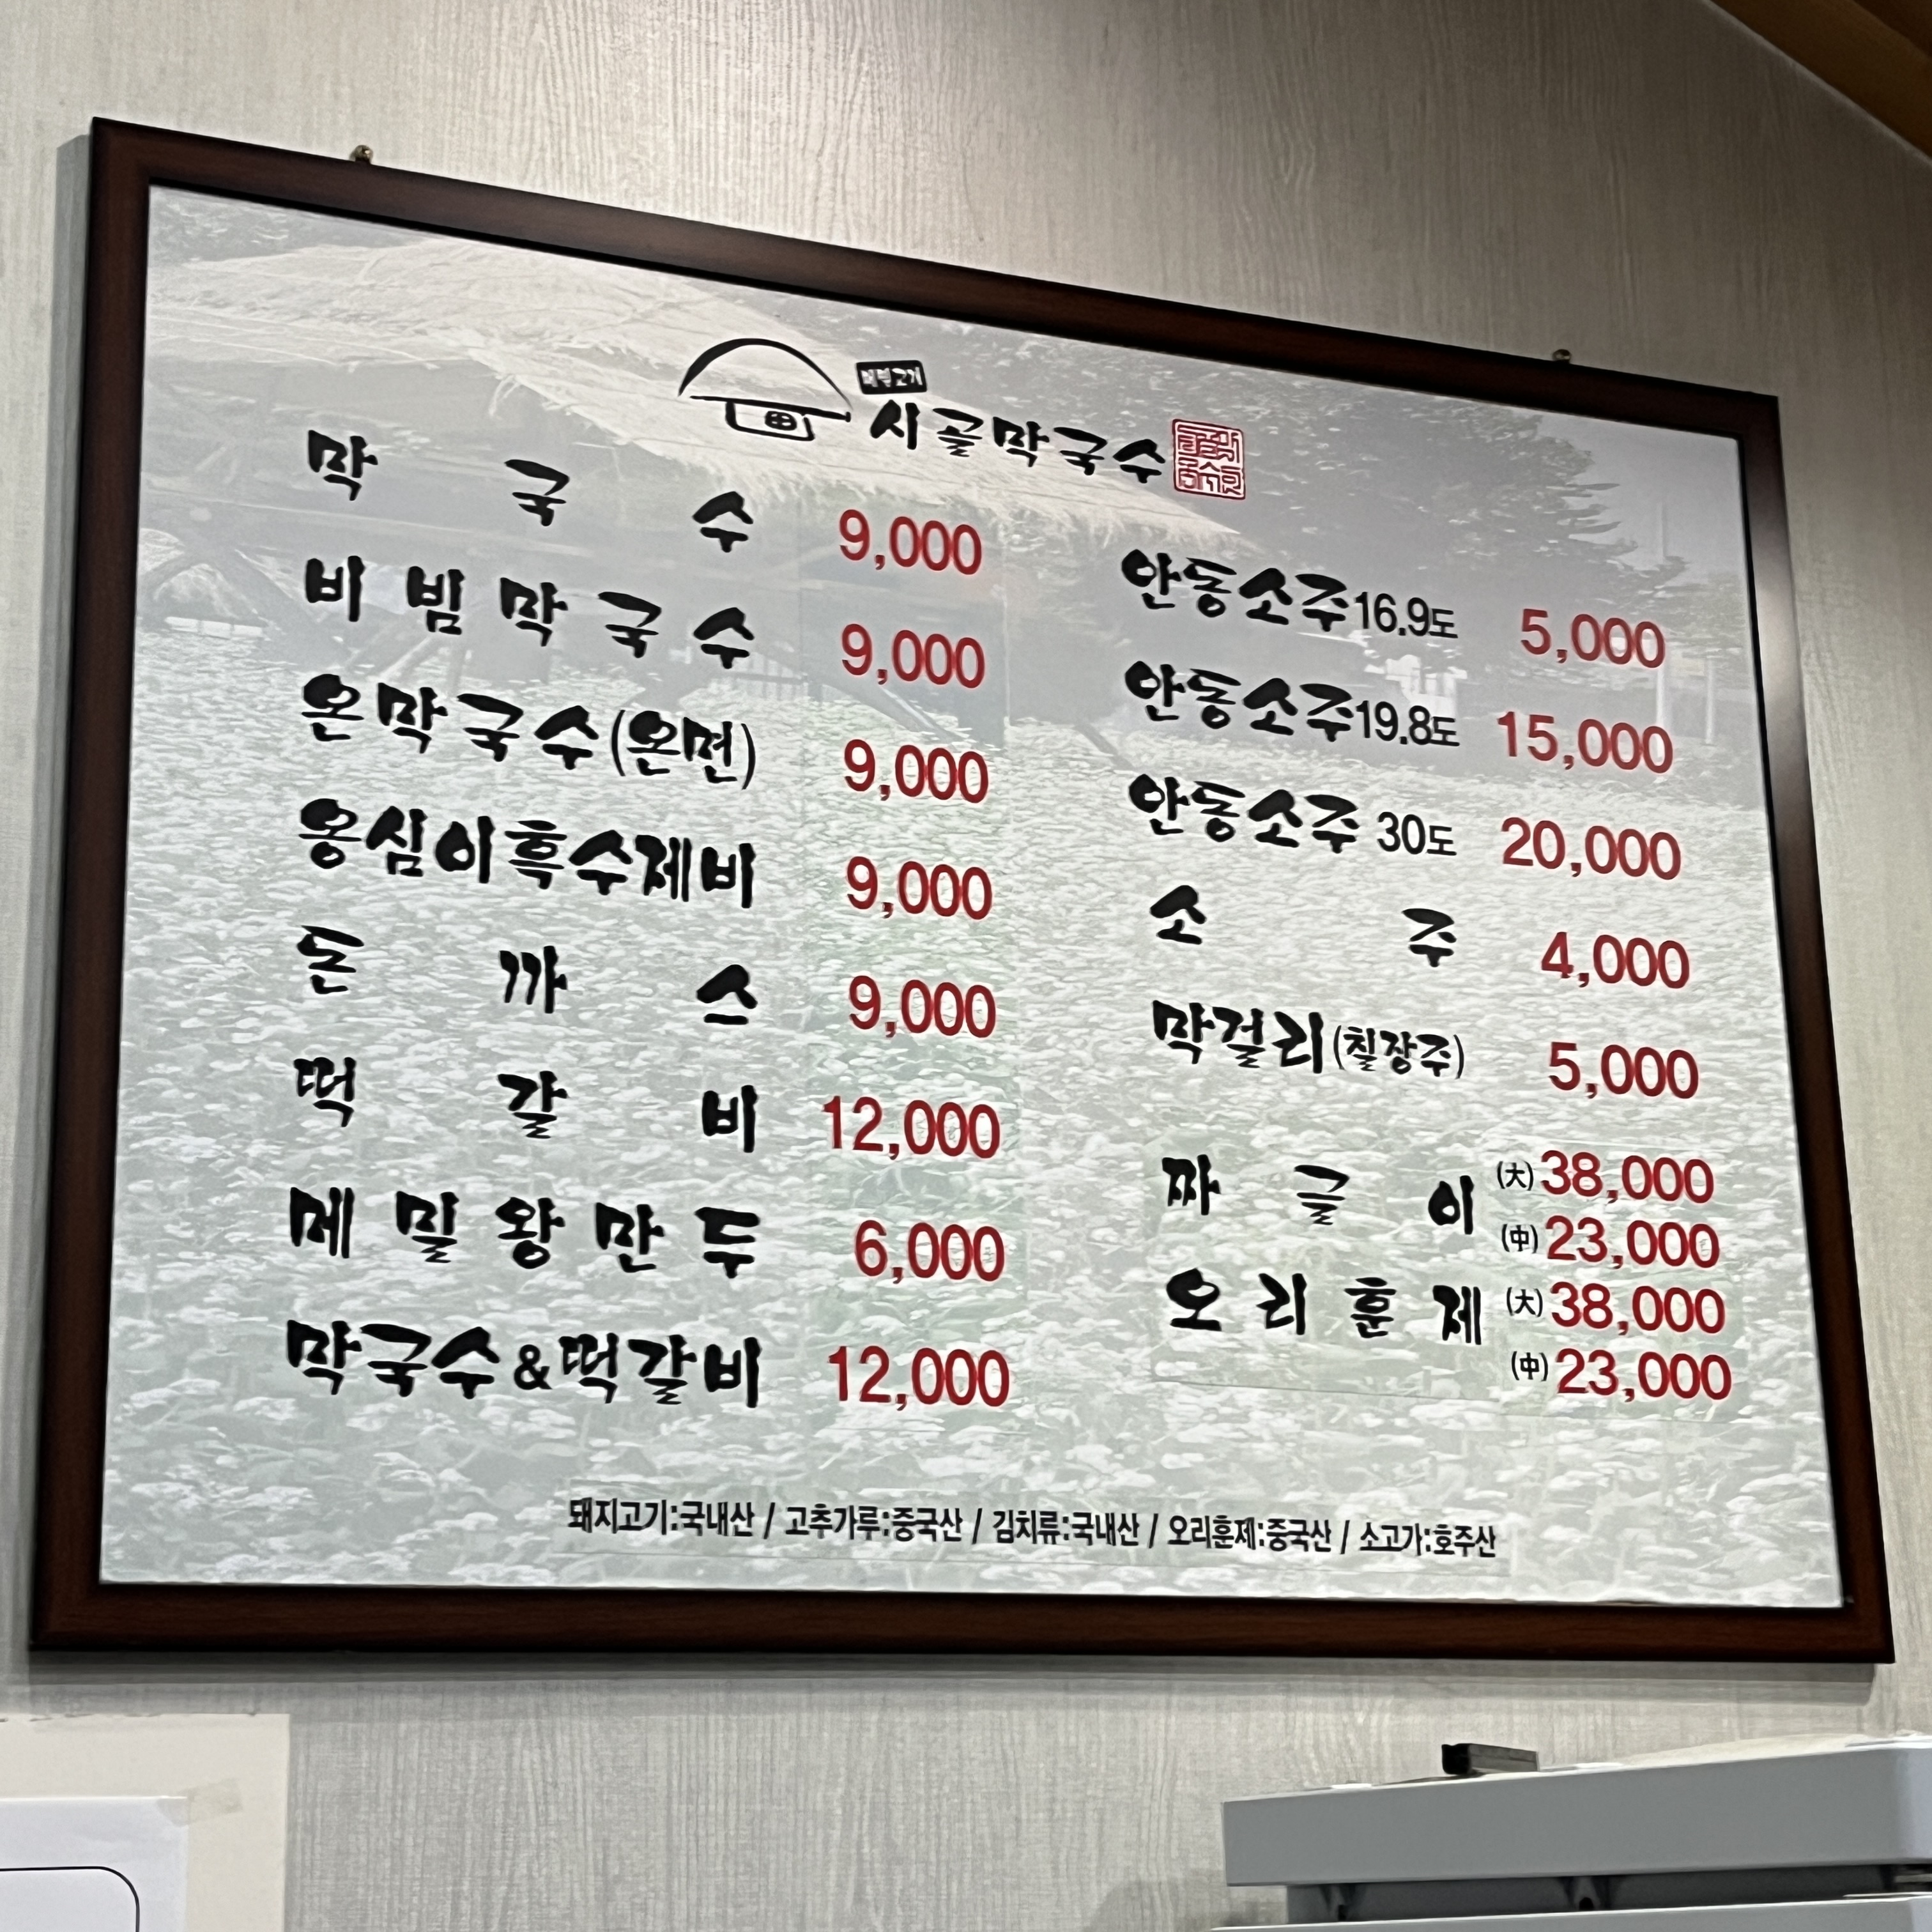 시골막국수
막국수 9,000
비빔막국수 9,000
온막국수(온면) 9,000
옹심이흑수제비 9,000
돈까스 9,000
떡갈비 12,000
메밀왕만두 6,000
막국수&떡갈비 12,000
안동소주16.9도 5,000
안동소주19.8도 15,000
안동소주 30도 20,000
소주 4,000
막걸리(칠장주) 5,000
짜글이 (大)38,000
(中)23,000
오리훈제 (大)38,000
(中)23,000
돼지고기:국내산 / 고추가루:중국산 / 김치류:국내산 / 오리훈제:중국산 / 소고가:호주산